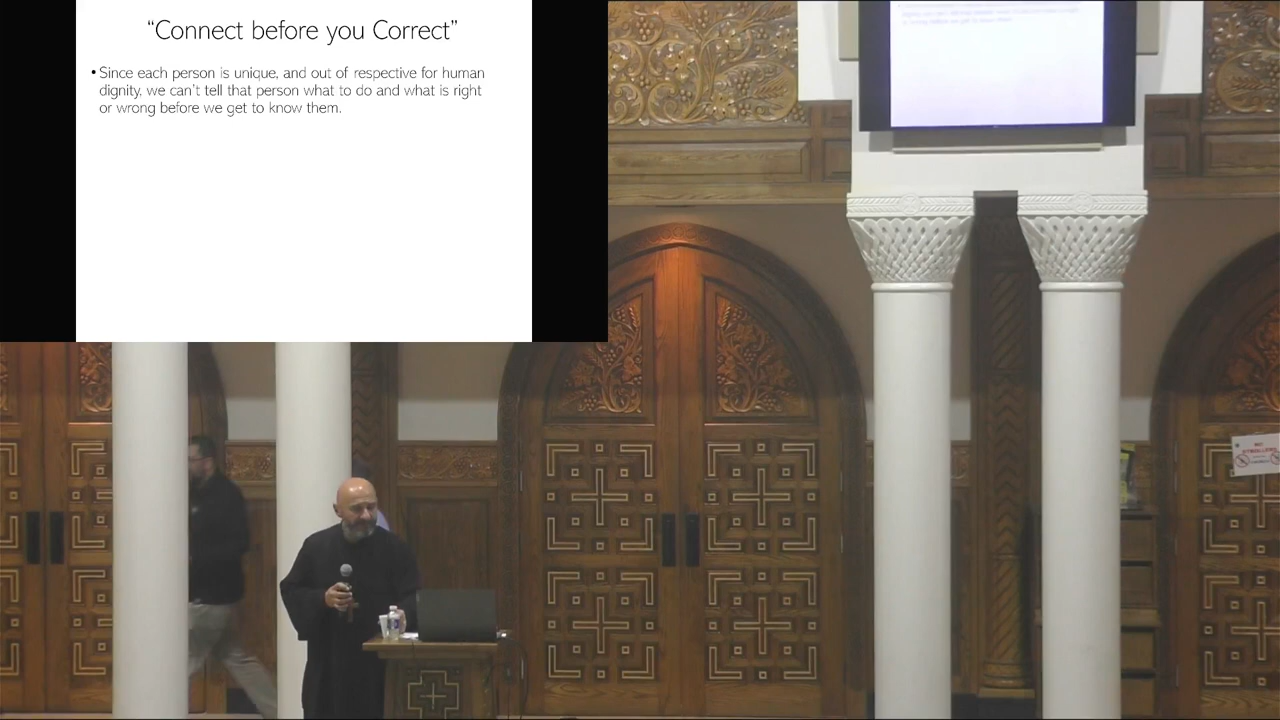 “Connect before you Correct”
• Since each person is unique, and out of respective for human
dignity, we can't tell that person what to do and what is right
or wrong before we get to know them.